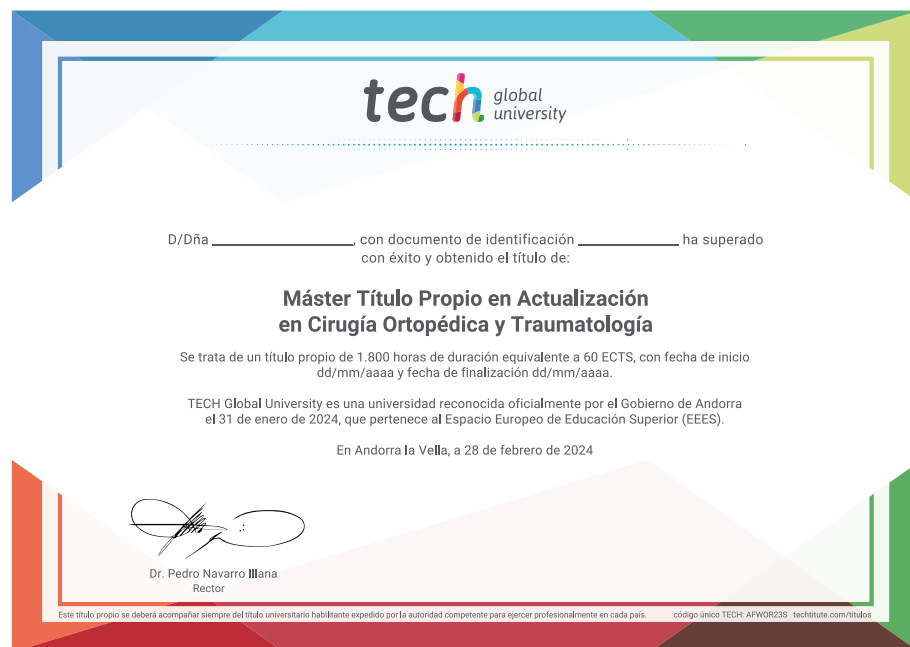 tech global
university
D/Dña ______________, con documento de identificación __________ ha superado
con éxito y obtenido el título de:
Máster Título Propio en Actualización
en Cirugía Ortopédica y Traumatología
Se trata de un título propio de 1.800 horas de duración equivalente a 60 ECTS, con fecha de inicio
dd/mm/aaaa y fecha de finalización dd/mm/aaaa.
TECH Global University es una universidad reconocida oficialmente por el Gobierno de Andorra
el 31 de enero de 2024, que pertenece al Espacio Europeo de Educación Superior (EEES).
En Andorra la Vella, a 28 de febrero de 2024
Dr. Pedro Navarro Illana
Rector
Este título propio se deberá acompañar siempre del título universitario habilitante expedido por la autoridad competente para ejercer profesionalmente en cada país. código único TECH: AFWOR23S techtitute.com/titulos